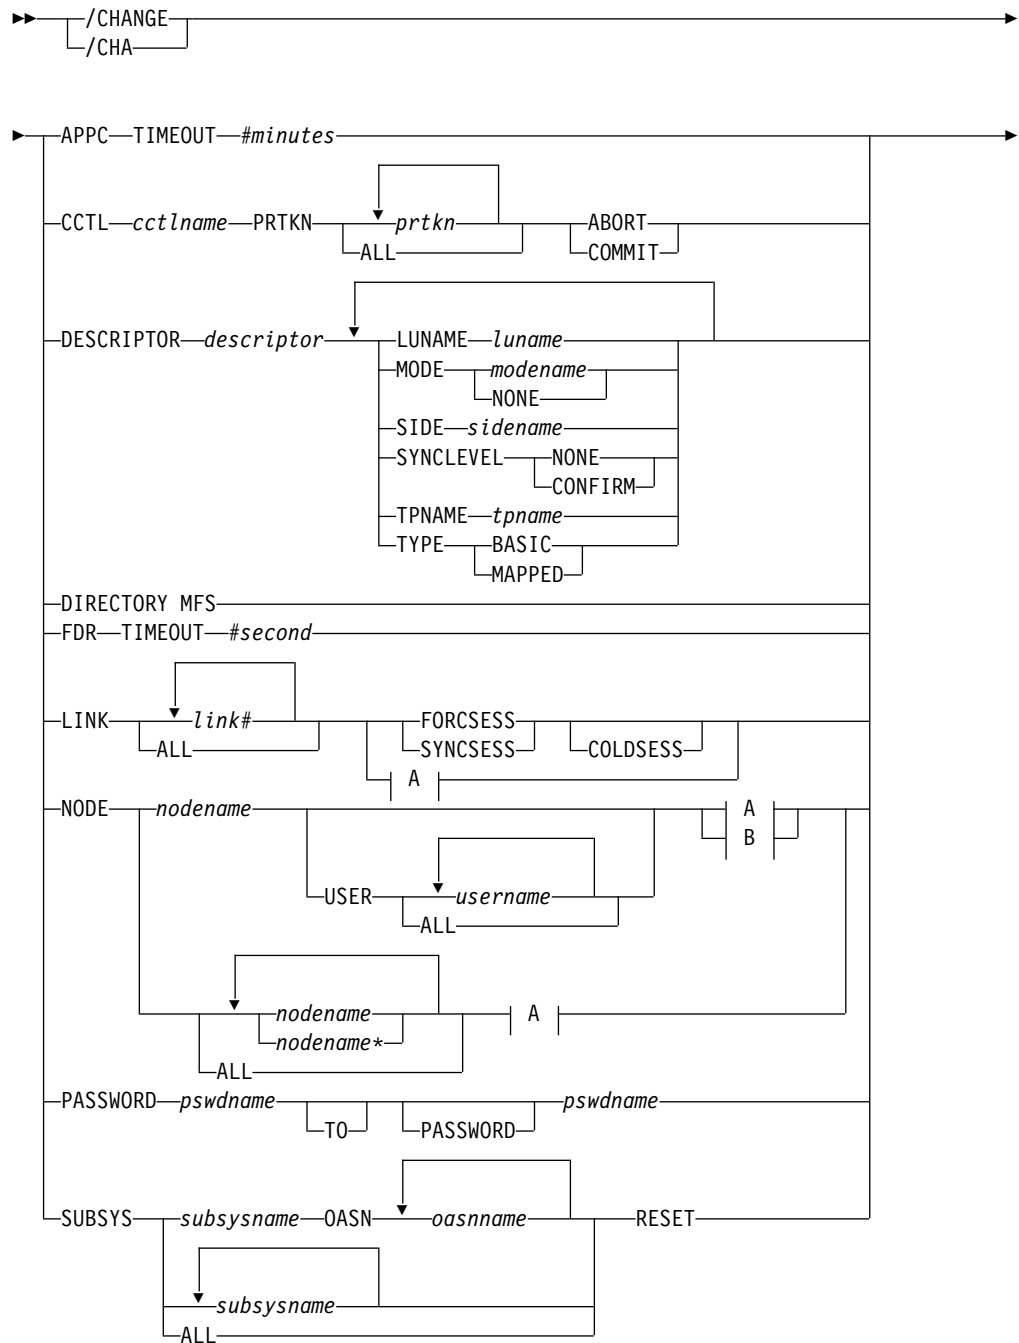 /CHANGE
/CHA
APPC TIMEOUT #minutes
CCTL cctlname PRTKN prtkn ABORT
ALL COMMIT
DESCRIPTOR descriptor LUNAME luname
MODE modename
NONE
SIDE sidename
SYNCLEVEL NONE
CONFIRM
TPNAME tpname
TYPE BASIC
MAPPED
DIRECTORY MFS
FDR TIMEOUT #second
LINK link# FORCSESS
ALL SYNCSESS COLDSESS
A
NODE nodename A
B
USER username
ALL
nodename A
nodename*
ALL
PASSWORD pswdname pswdname
TO PASSWORD
SUBSYS subsysname OASN oasnname RESET
subsysname
ALL